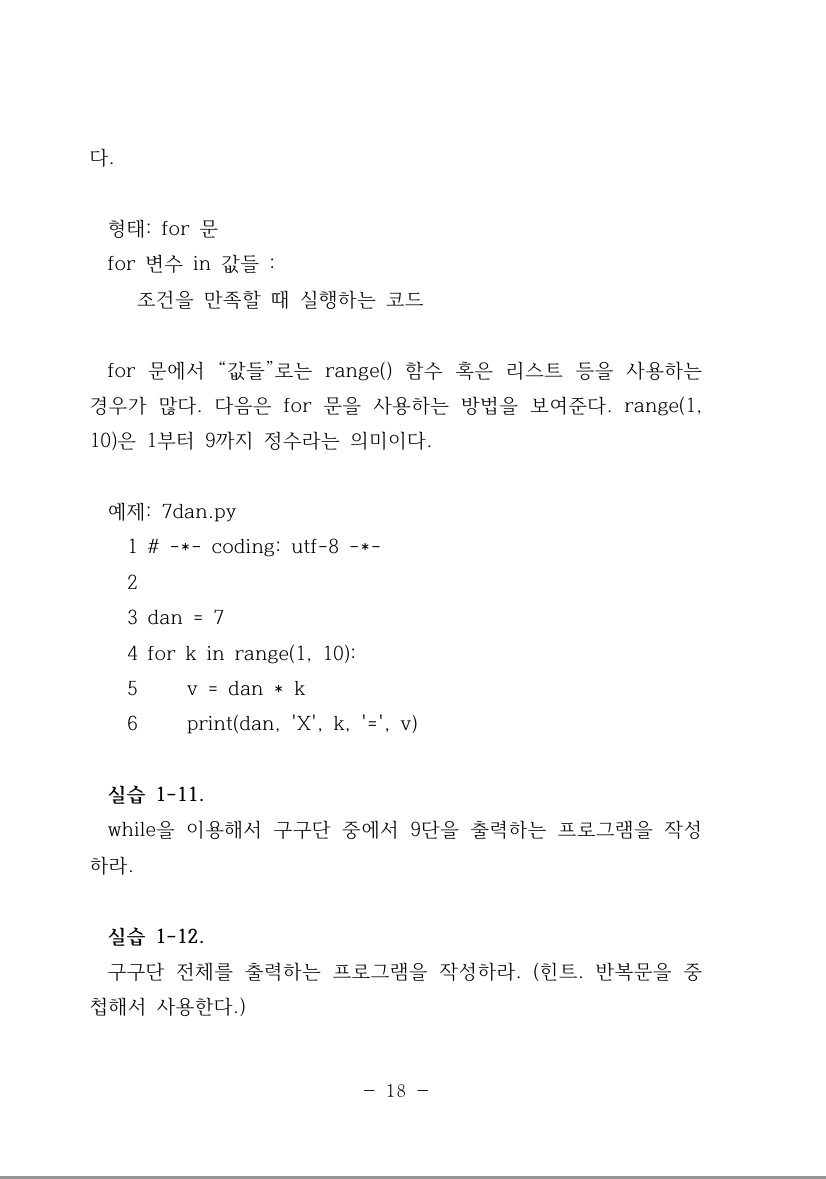 다.
형태: for 문
for 변수 in 값들 :
조건을 만족할 때 실행하는 코드
for 문에서 “값들”로는 range() 함수 혹은 리스트 등을 사용하는
경우가 많다. 다음은 for 문을 사용하는 방법을 보여준다. range(1,
10)은 1부터 9까지 정수라는 의미이다.
예제: 7dan.py
1 # -*- coding: utf-8 -*-
2
3 dan = 7
4 for k in range(1, 10):
5     v = dan * k
6     print(dan, 'X', k, '=', v)
실습 1-11.
while을 이용해서 구구단 중에서 9단을 출력하는 프로그램을 작성
하라.
실습 1-12.
구구단 전체를 출력하는 프로그램을 작성하라. (힌트. 반복문을 중
첩해서 사용한다.)
- 18 -